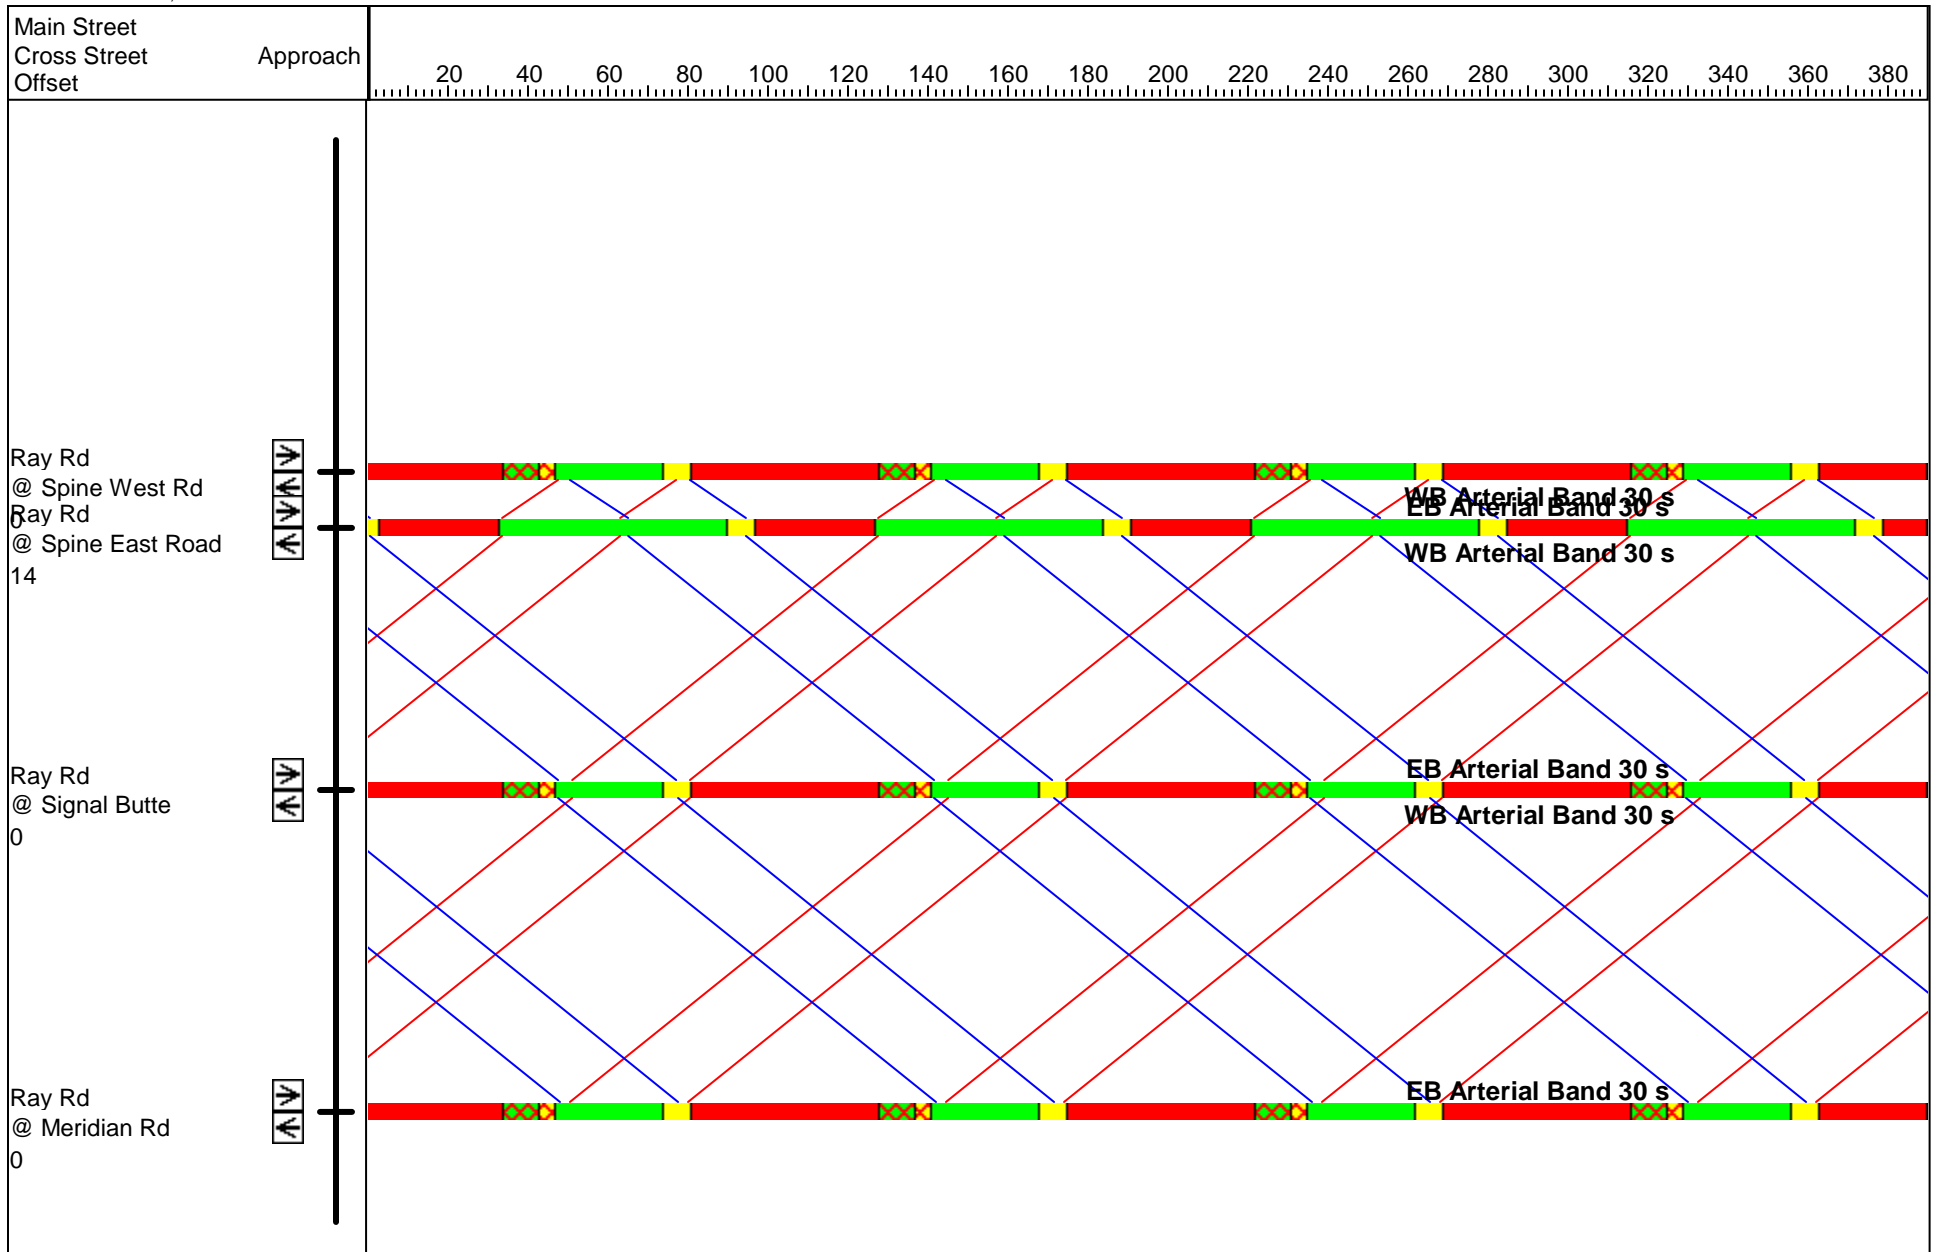 Main Street
Cross Street Approach
Offset
20 40 60 80 100 120 140 160 180 200 220 240 260 280 300 320 340 360 380
Ray Rd
@ Spine West Rd
0
WB Arterial Band 30 s
EB Arterial Band 30 s
Ray Rd
@ Spine East Road
14
WB Arterial Band 30 s
EB Arterial Band 30 s
Ray Rd
@ Signal Butte
0
WB Arterial Band 30 s
EB Arterial Band 30 s
Ray Rd
@ Meridian Rd
0